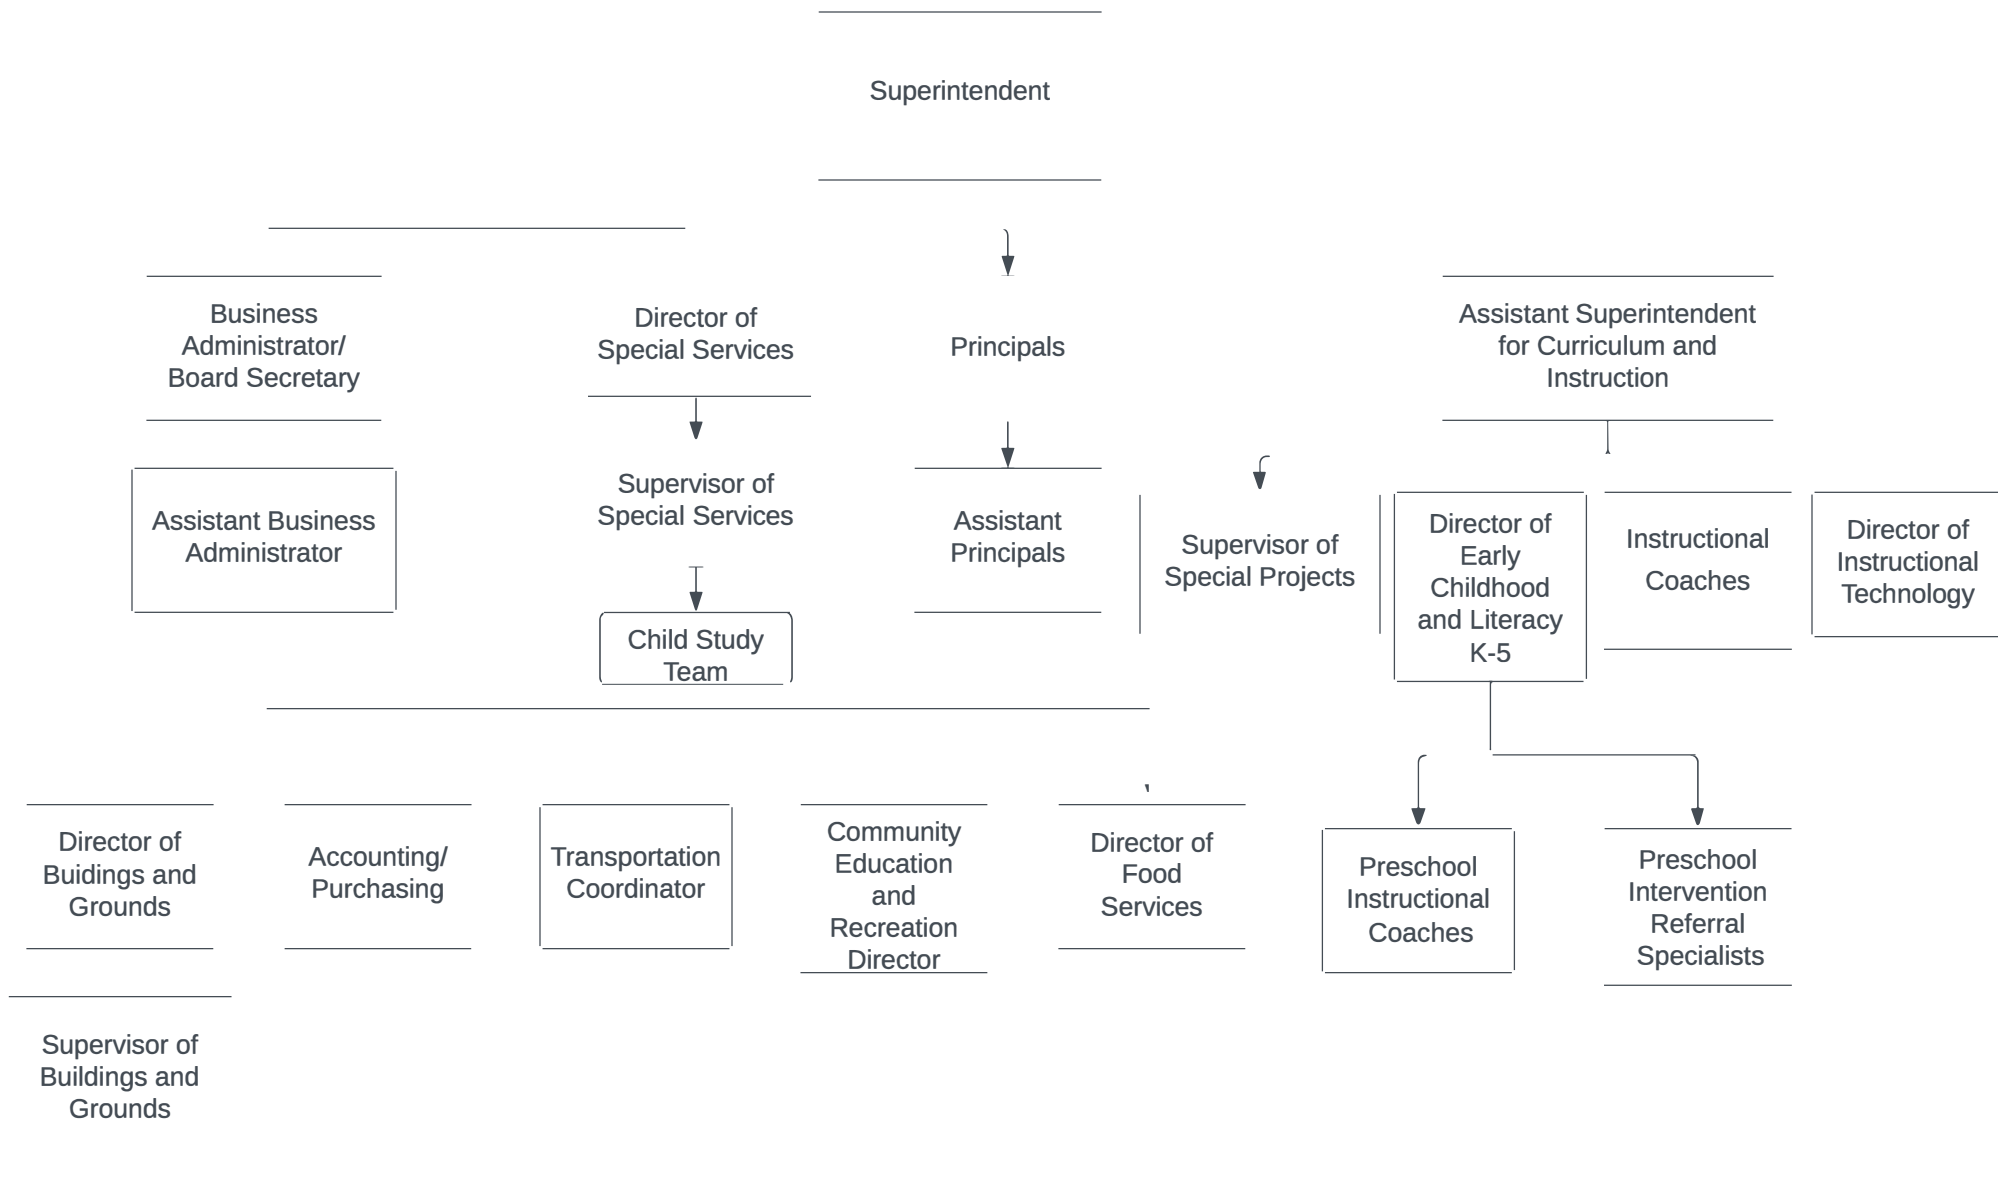 Superintendent
Business
Administrator/
Board Secretary
Director of
Special Services
Principals
Assistant Superintendent
for Curriculum and
Instruction
Assistant Business
Administrator
Supervisor of
Special Services
Assistant
Principals
Supervisor of
Special Projects
Director of
Early
Childhood
and Literacy
K-5
Instructional
Coaches
Director of
Instructional
Technology
Child Study
Team
Director of
Buidings and
Grounds
Accounting/
Purchasing
Transportation
Coordinator
Community
Education
and
Recreation
Director
Director of
Food
Services
Preschool
Instructional
Coaches
Preschool
Intervention
Referral
Specialists
Supervisor of
Buildings and
Grounds